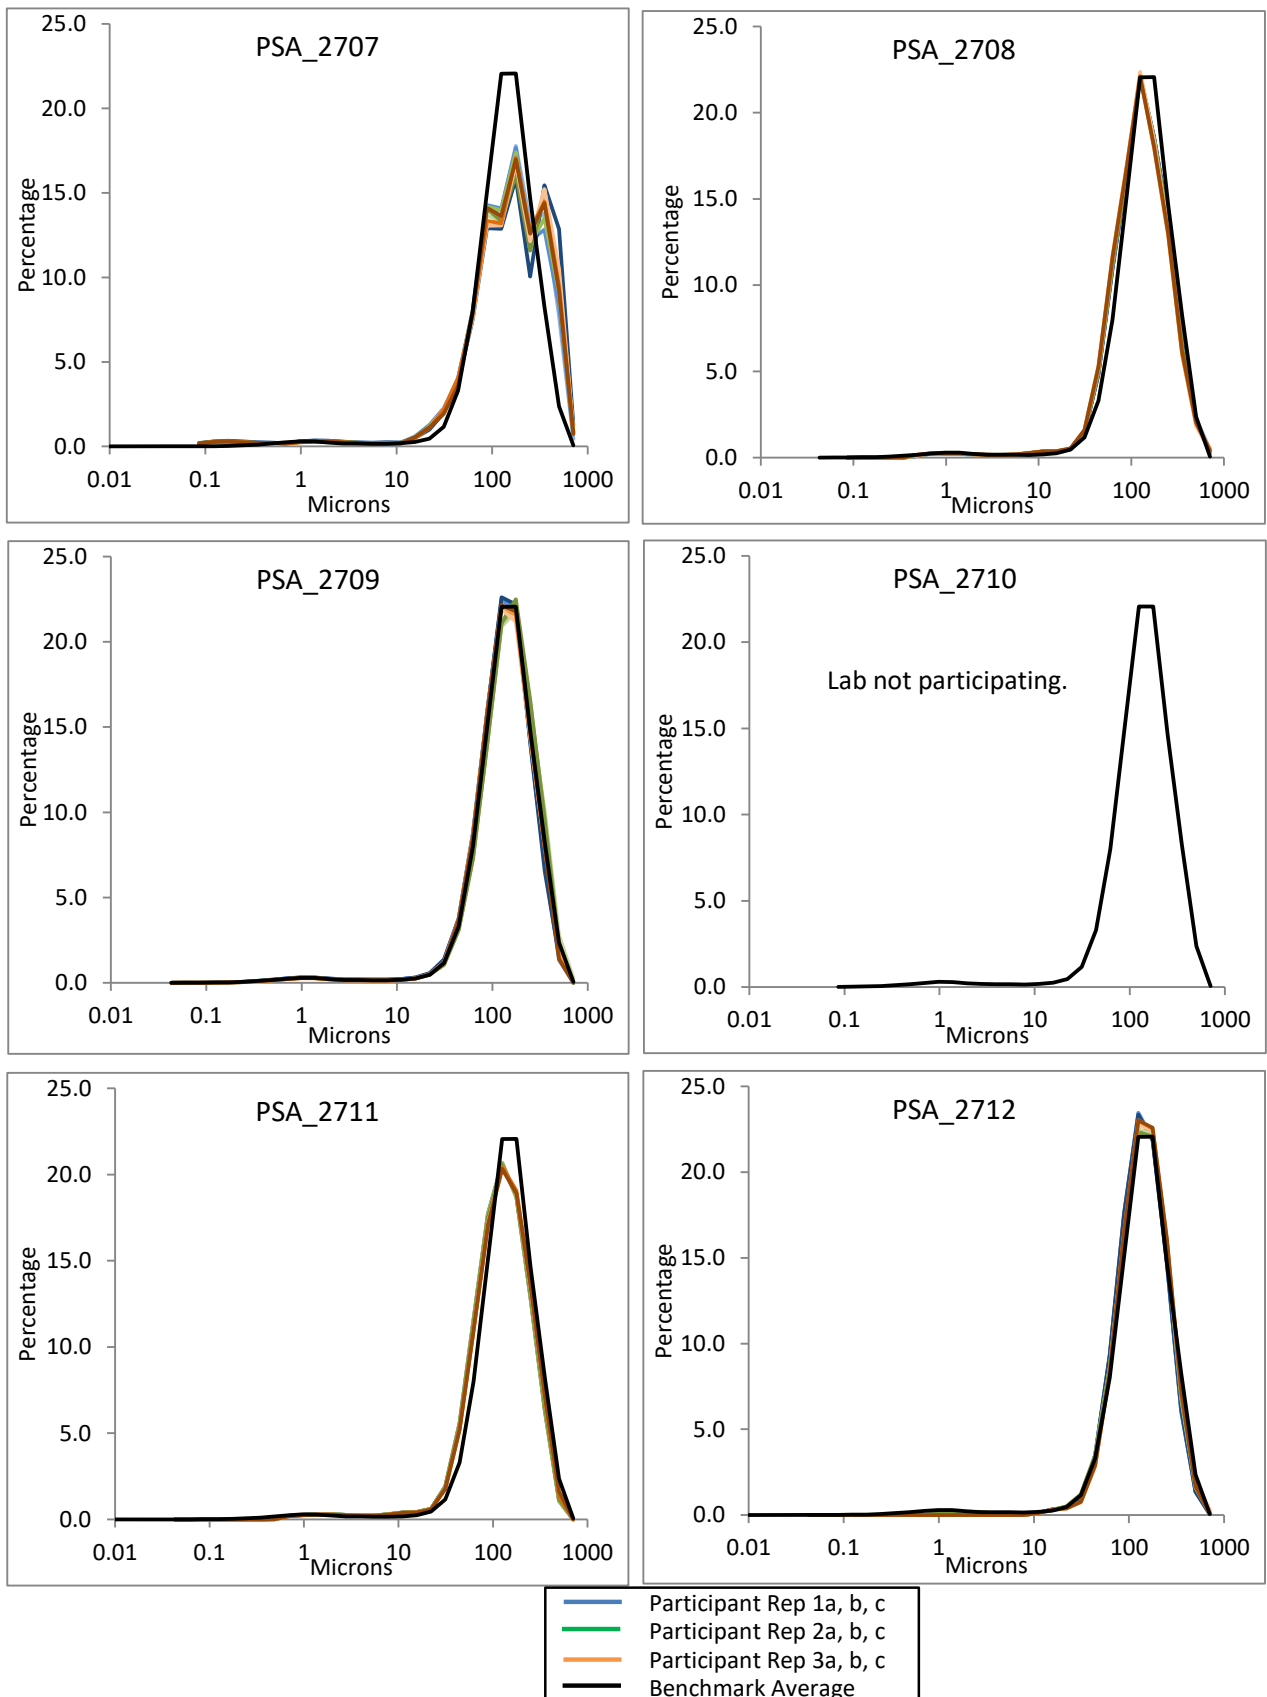 PSA_2707
25.0
20.0
15.0
10.0
5.0
0.0
Percentage
0.01 0.1 1 10 100 1000
Microns
PSA_2708
25.0
20.0
15.0
10.0
5.0
0.0
Percentage
0.01 0.1 1 10 100 1000
Microns
PSA_2709
25.0
20.0
15.0
10.0
5.0
0.0
Percentage
0.01 0.1 1 10 100 1000
Microns
PSA_2710
Lab not participating.
25.0
20.0
15.0
10.0
5.0
0.0
Percentage
0.01 0.1 1 10 100 1000
Microns
PSA_2711
25.0
20.0
15.0
10.0
5.0
0.0
Percentage
0.01 0.1 1 10 100 1000
Microns
PSA_2712
25.0
20.0
15.0
10.0
5.0
0.0
Percentage
0.01 0.1 1 10 100 1000
Microns
Participant Rep 1a, b, c
Participant Rep 2a, b, c
Participant Rep 3a, b, c
Benchmark Average